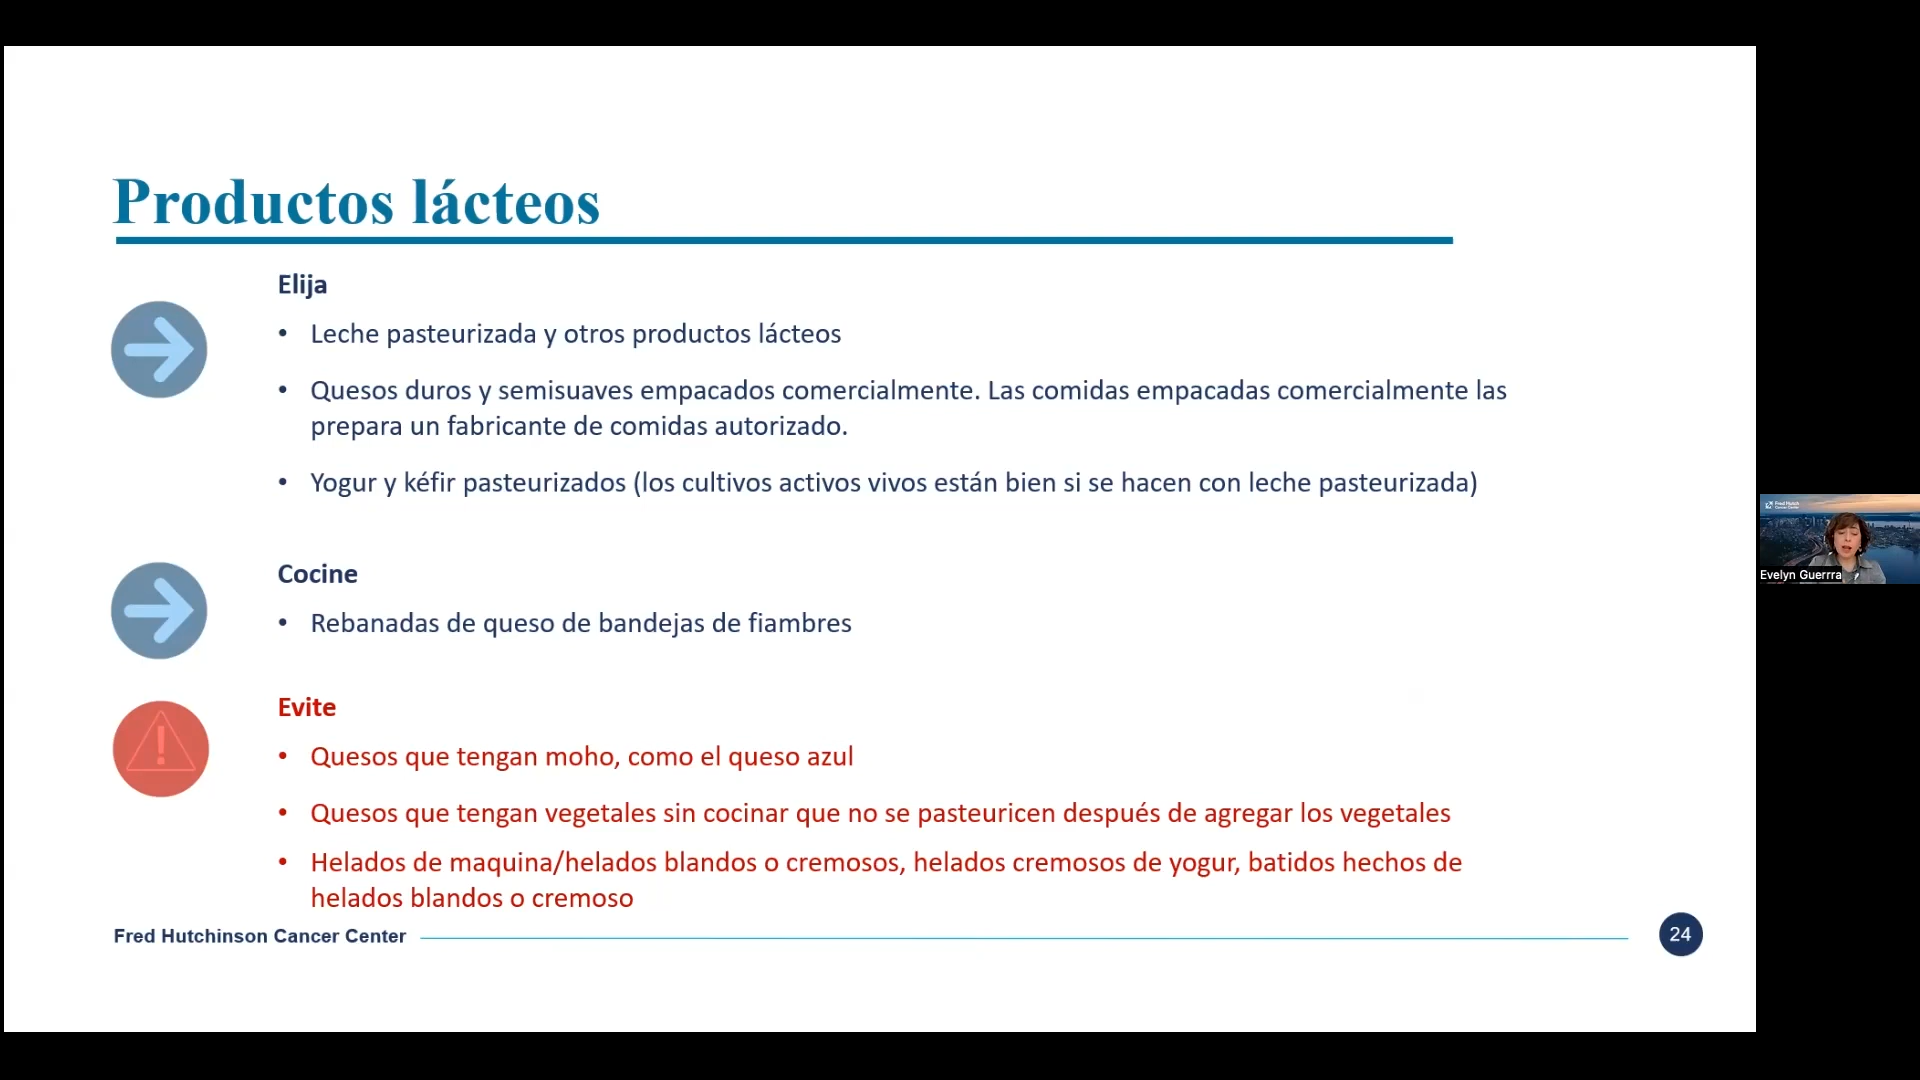 Productos lácteos
Elija
• Leche pasteurizada y otros productos lácteos
• Quesos duros y semisuaves empacados comercialmente. Las comidas empacadas comercialmente las
prepara un fabricante de comidas autorizado.
• Yogur y kéfir pasteurizados (los cultivos activos vivos están bien si se hacen con leche pasteurizada)
Cocine
• Rebanadas de queso de bandejas de fiambres
Evite
• Quesos que tengan moho, como el queso azul
• Quesos que tengan vegetales sin cocinar que no se pasteuricen después de agregar los vegetales
• Helados de maquina/helados blandos o cremosos, helados cremosos de yogur, batidos hechos de
helados blandos o cremoso
Fred Hutchinson Cancer Center
24
Fred Hutch
Cancer Center
Evelyn Guerrra